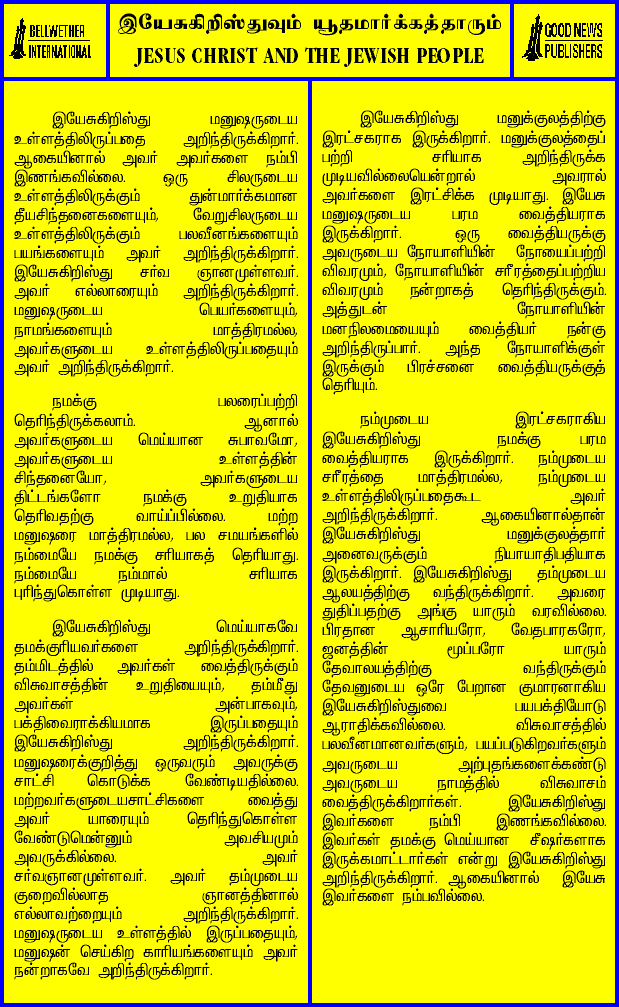 BELLWETHER
INTERNATIONAL
இயேசுகிறிஸ்துவும் யூதமார்க்கத்தாரும்
JESUS CHRIST AND THE JEWISH PEOPLE
GOOD NEWS
PUBLISHERS
இயேசுகிறிஸ்து மனுஷருடைய
உள்ளத்திலிருப்பதை அறிந்திருக்கிறார்.
ஆகையினால் அவர் அவர்களை நம்பி
இணங்கவில்லை. ஒரு சிலருடைய
உள்ளத்திலிருக்கும் துன்மார்க்கமான
தீயசிந்தனைகளையும், வேறுசிலருடைய
உள்ளத்திலிருக்கும் பலவீனங்களையும்
பயங்களையும் அவர் அறிந்திருக்கிறார்.
இயேசுகிறிஸ்து சர்வ ஞானமுள்ளவர்.
அவர் எல்லாரையும் அறிந்திருக்கிறார்.
மனுஷருடைய பெயர்களையும்,
நாமங்களையும் மாத்திரமல்ல,
அவர்களுடைய உள்ளத்திலிருப்பதையும்
அவர் அறிந்திருக்கிறார்.
நமக்கு பலரைப்பற்றி
தெரிந்திருக்கலாம். ஆனால்
அவர்களுடைய மெய்யான சுபாவமோ,
அவர்களுடைய உள்ளத்தின்
சிந்தனையோ, அவர்களுடைய
திட்டங்களோ நமக்கு உறுதியாக
தெரிவதற்கு வாய்ப்பில்லை. மற்ற
மனுஷரை மாத்திரமல்ல, பல சமயங்களில்
நம்மையே நமக்கு சரியாகத் தெரியாது.
நம்மையே நம்மால் சரியாக
புரிந்துகொள்ள முடியாது.
இயேசுகிறிஸ்து மெய்யாகவே
தமக்குரியவர்களை அறிந்திருக்கிறார்.
தம்மிடத்தில் அவர்கள் வைத்திருக்கும்
விசுவாசத்தின் உறுதியையும், தம்மீது
அவர்கள் அன்பாகவும்,
பக்திவைராக்கியமாக இருப்பதையும்
இயேசுகிறிஸ்து அறிந்திருக்கிறார்.
மனுஷரைக்குறித்து ஒருவரும் அவருக்கு
சாட்சி கொடுக்க வேண்டியதில்லை.
மற்றவர்களுடையசாட்சிகளை வைத்து
அவர் யாரையும் தெரிந்துகொள்ள
வேண்டுமென்னும் அவசியமும்
அவருக்கில்லை. அவர்
சர்வஞானமுள்ளவர். அவர் தம்முடைய
குறைவில்லாத ஞானத்தினால்
எல்லாவற்றையும் அறிந்திருக்கிறார்.
மனுஷருடைய உள்ளத்தில் இருப்பதையும்,
மனுஷன் செய்கிற காரியங்களையும் அவர்
நன்றாகவே அறிந்திருக்கிறார்.
இயேசுகிறிஸ்து மனுக்குலத்திற்கு
இரட்சகராக இருக்கிறார். மனுக்குலத்தைப்
பற்றி சரியாக அறிந்திருக்க
முடியவில்லையென்றால் அவரால்
அவர்களை இரட்சிக்க முடியாது. இயேசு
மனுஷருடைய பரம வைத்தியராக
இருக்கிறார். ஒரு வைத்தியருக்கு
அவருடைய நோயாளியின் நோயைப்பற்றி
விவரமும், நோயாளியின் சரீரத்தைப்பற்றிய
விவரமும் நன்றாகத் தெரிந்திருக்கும்.
அத்துடன் நோயாளியின்
மனநிலமையையும் வைத்தியர் நன்கு
அறிந்திருப்பார். அந்த நோயாளிக்குள்
இருக்கும் பிரச்சனை வைத்தியருக்குத்
தெரியும்.
நம்முடைய இரட்சகராகிய
இயேசுகிறிஸ்து நமக்கு பரம
வைத்தியராக இருக்கிறார். நம்முடைய
சரீரத்தை மாத்திரமல்ல, நம்முடைய
உள்ளத்திலிருப்பதைகூட அவர்
அறிந்திருக்கிறார். ஆகையினால்தான்
இயேசுகிறிஸ்து மனுக்குலத்தார்
அனைவருக்கும் நியாயாதிபதியாக
இருக்கிறார். இயேசுகிறிஸ்து தம்முடைய
ஆலயத்திற்கு வந்திருக்கிறார். அவரை
துதிப்பதற்கு அங்கு யாரும் வரவில்லை.
பிரதான ஆசாரியரோ, வேதபாரகரோ,
ஜனத்தின் மூப்பரோ யாரும்
தேவாலயத்திற்கு வந்திருக்கும்
தேவனுடைய ஒரே பேறான குமாரனாகிய
இயேசுகிறிஸ்துவை பயபக்தியோடு
ஆராதிக்கவில்லை. விசுவாசத்தில்
பலவீனமானவர்களும், பயப்படுகிறவர்களும்
அவருடைய அற்புதங்களைக்கண்டு
அவருடைய நாமத்தில் விசுவாசம்
வைத்திருக்கிறார்கள். இயேசுகிறிஸ்து
இவர்களை நம்பி இணங்கவில்லை.
இவர்கள் தமக்கு மெய்யான சீஷர்களாக
இருக்கமாட்டார்கள் என்று இயேசுகிறிஸ்து
அறிந்திருக்கிறார். ஆகையினால் இயேசு
இவர்களை நம்பவில்லை.